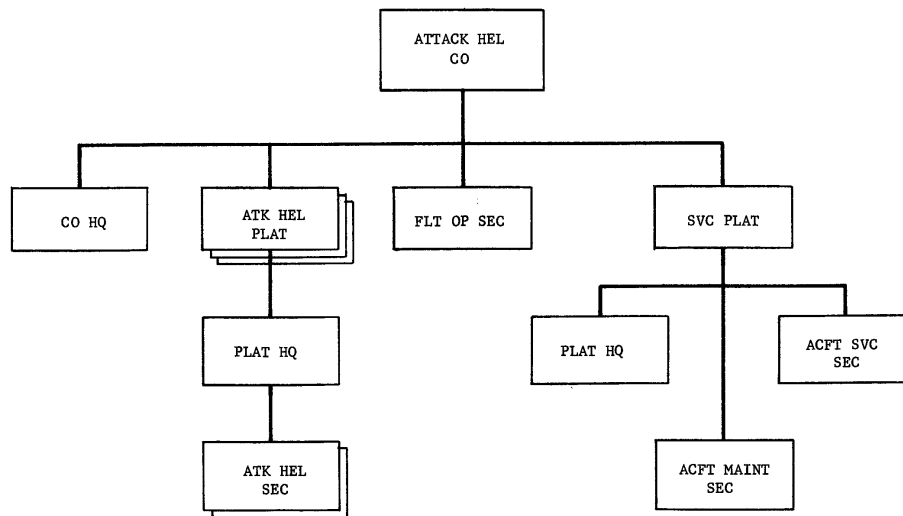 ATTACK HEL
CO
CO HQ
ATK HEL
PLAT
FLT OP SEC
SVC PLAT
PLAT HQ
PLAT HQ
ACFT SVC
SEC
ATK HEL
SEC
ACFT MAINT
SEC